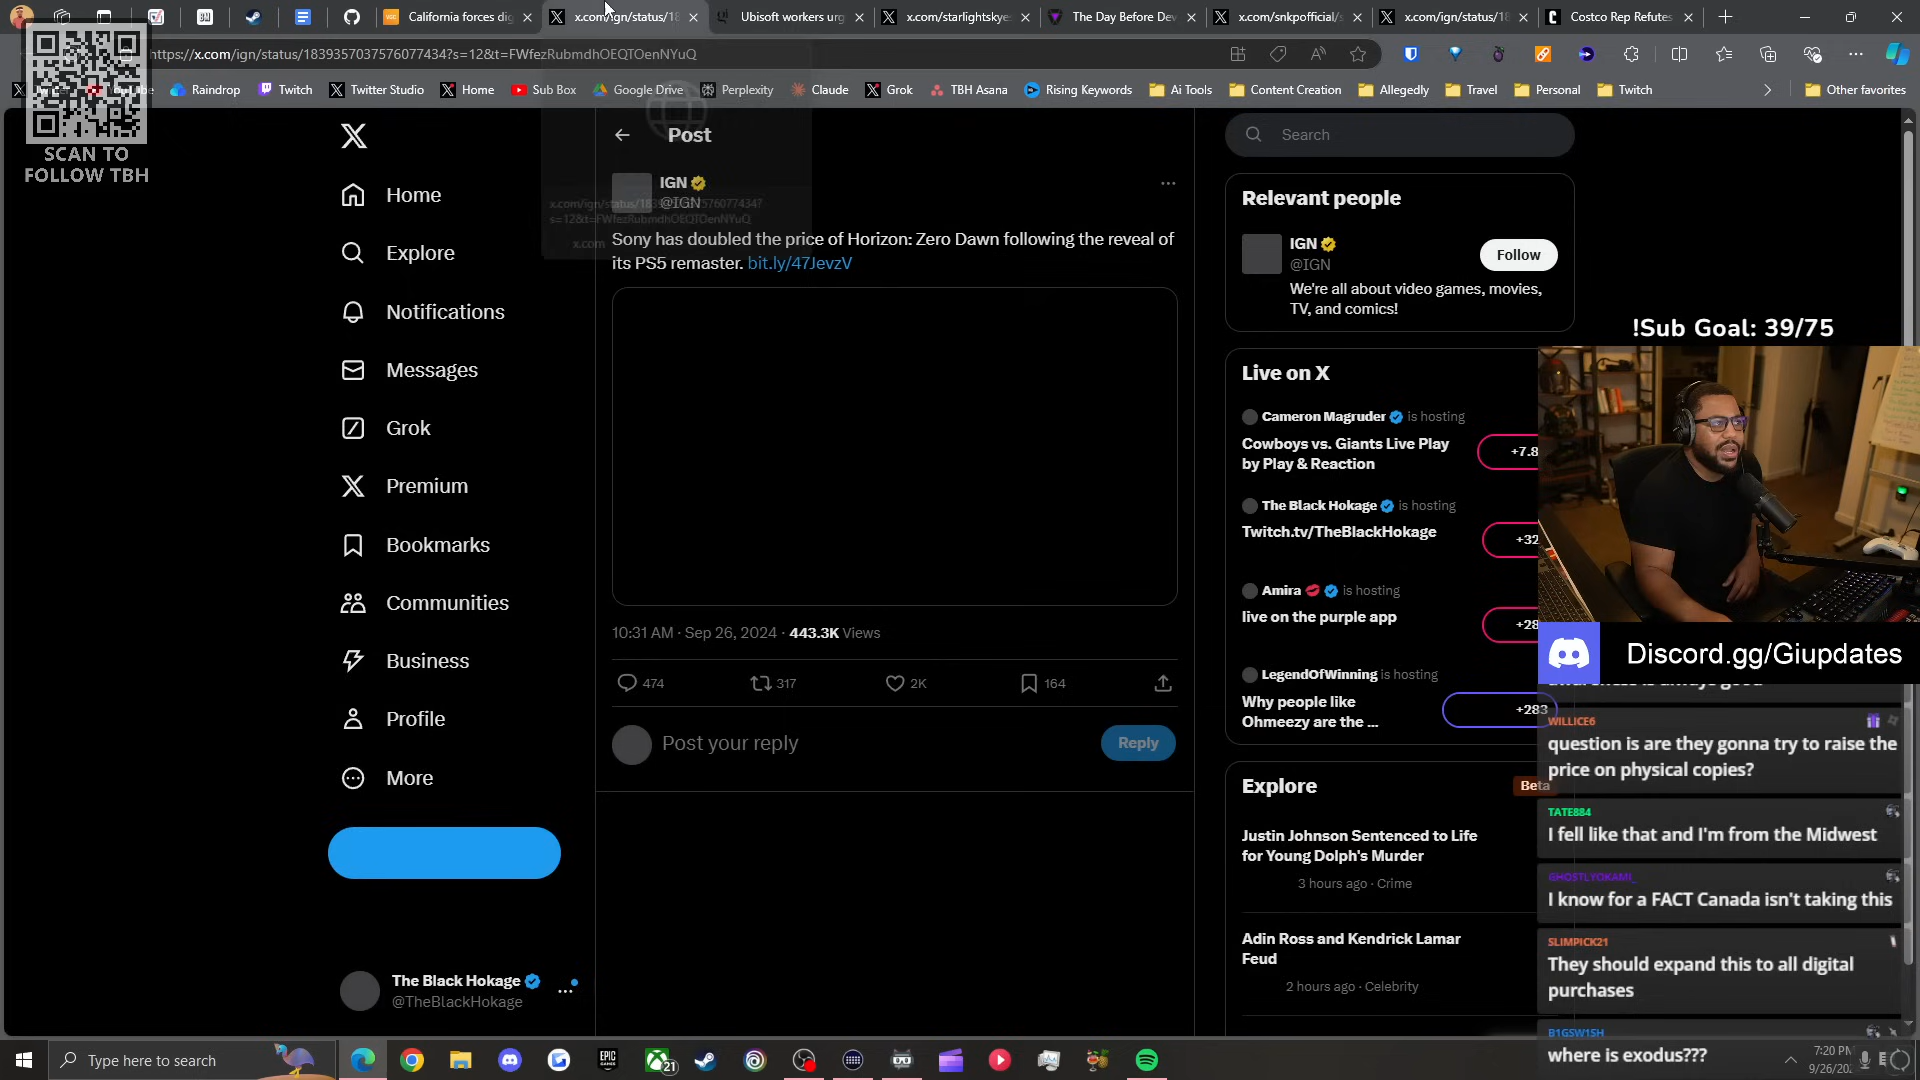 California forces dig
x.com/ign/status/18
Ubisoft workers urg
x.com/starlightskyes
The Day Before Dev
x.com/snkpofficial/s
x.com/ign/status/18
Costco Rep Refutes
https://x.com/ign/status/1839357037576077434?s=12&t=FWfezRubmdhOEQTOenNYuQ
Raindrop
Twitch
Twitter Studio
Home
Sub Box
Google Drive
Perplexity
Claude
Grok
TBH Asana
Rising Keywords
Ai Tools
Content Creation
Allegedly
Travel
Personal
Twitch
Other favorites
SCAN TO
FOLLOW TBH
Home
Explore
Notifications
Messages
Grok
Premium
Bookmarks
Communities
Business
Profile
More
The Black Hokage
@TheBlackHokage
Post
IGN
@IGN
x.com
Sony has doubled the price of Horizon: Zero Dawn following the reveal of
its PS5 remaster. bit.ly/47JevzV
10:31 AM · Sep 26, 2024 · 443.3K Views
474
317
2K
164
Post your reply
Reply
Search
Relevant people
IGN
@IGN
Follow
We're all about video games, movies,
TV, and comics!
Live on X
Cameron Magruder is hosting
Cowboys vs. Giants Live Play
by Play & Reaction
+7.8
The Black Hokage is hosting
Twitch.tv/TheBlackHokage
+32
Amira is hosting
live on the purple app
+28
LegendOfWinning is hosting
Why people like
Ohmeezy are the ...
+283
Explore
Beta
Justin Johnson Sentenced to Life
for Young Dolph's Murder
3 hours ago · Crime
Adin Ross and Kendrick Lamar
Feud
2 hours ago · Celebrity
!Sub Goal: 39/75
Discord.gg/Giupdates
WILLICE6
question is are they gonna try to raise the
price on physical copies?
TATE884
I fell like that and I'm from the Midwest
GHOSTLYOKAMI_
I know for a FACT Canada isn't taking this
SLIMPICK21
They should expand this to all digital
purchases
B1GSW1SH
where is exodus???
Type here to search
EPIC
GAMES
21
7:20 PM